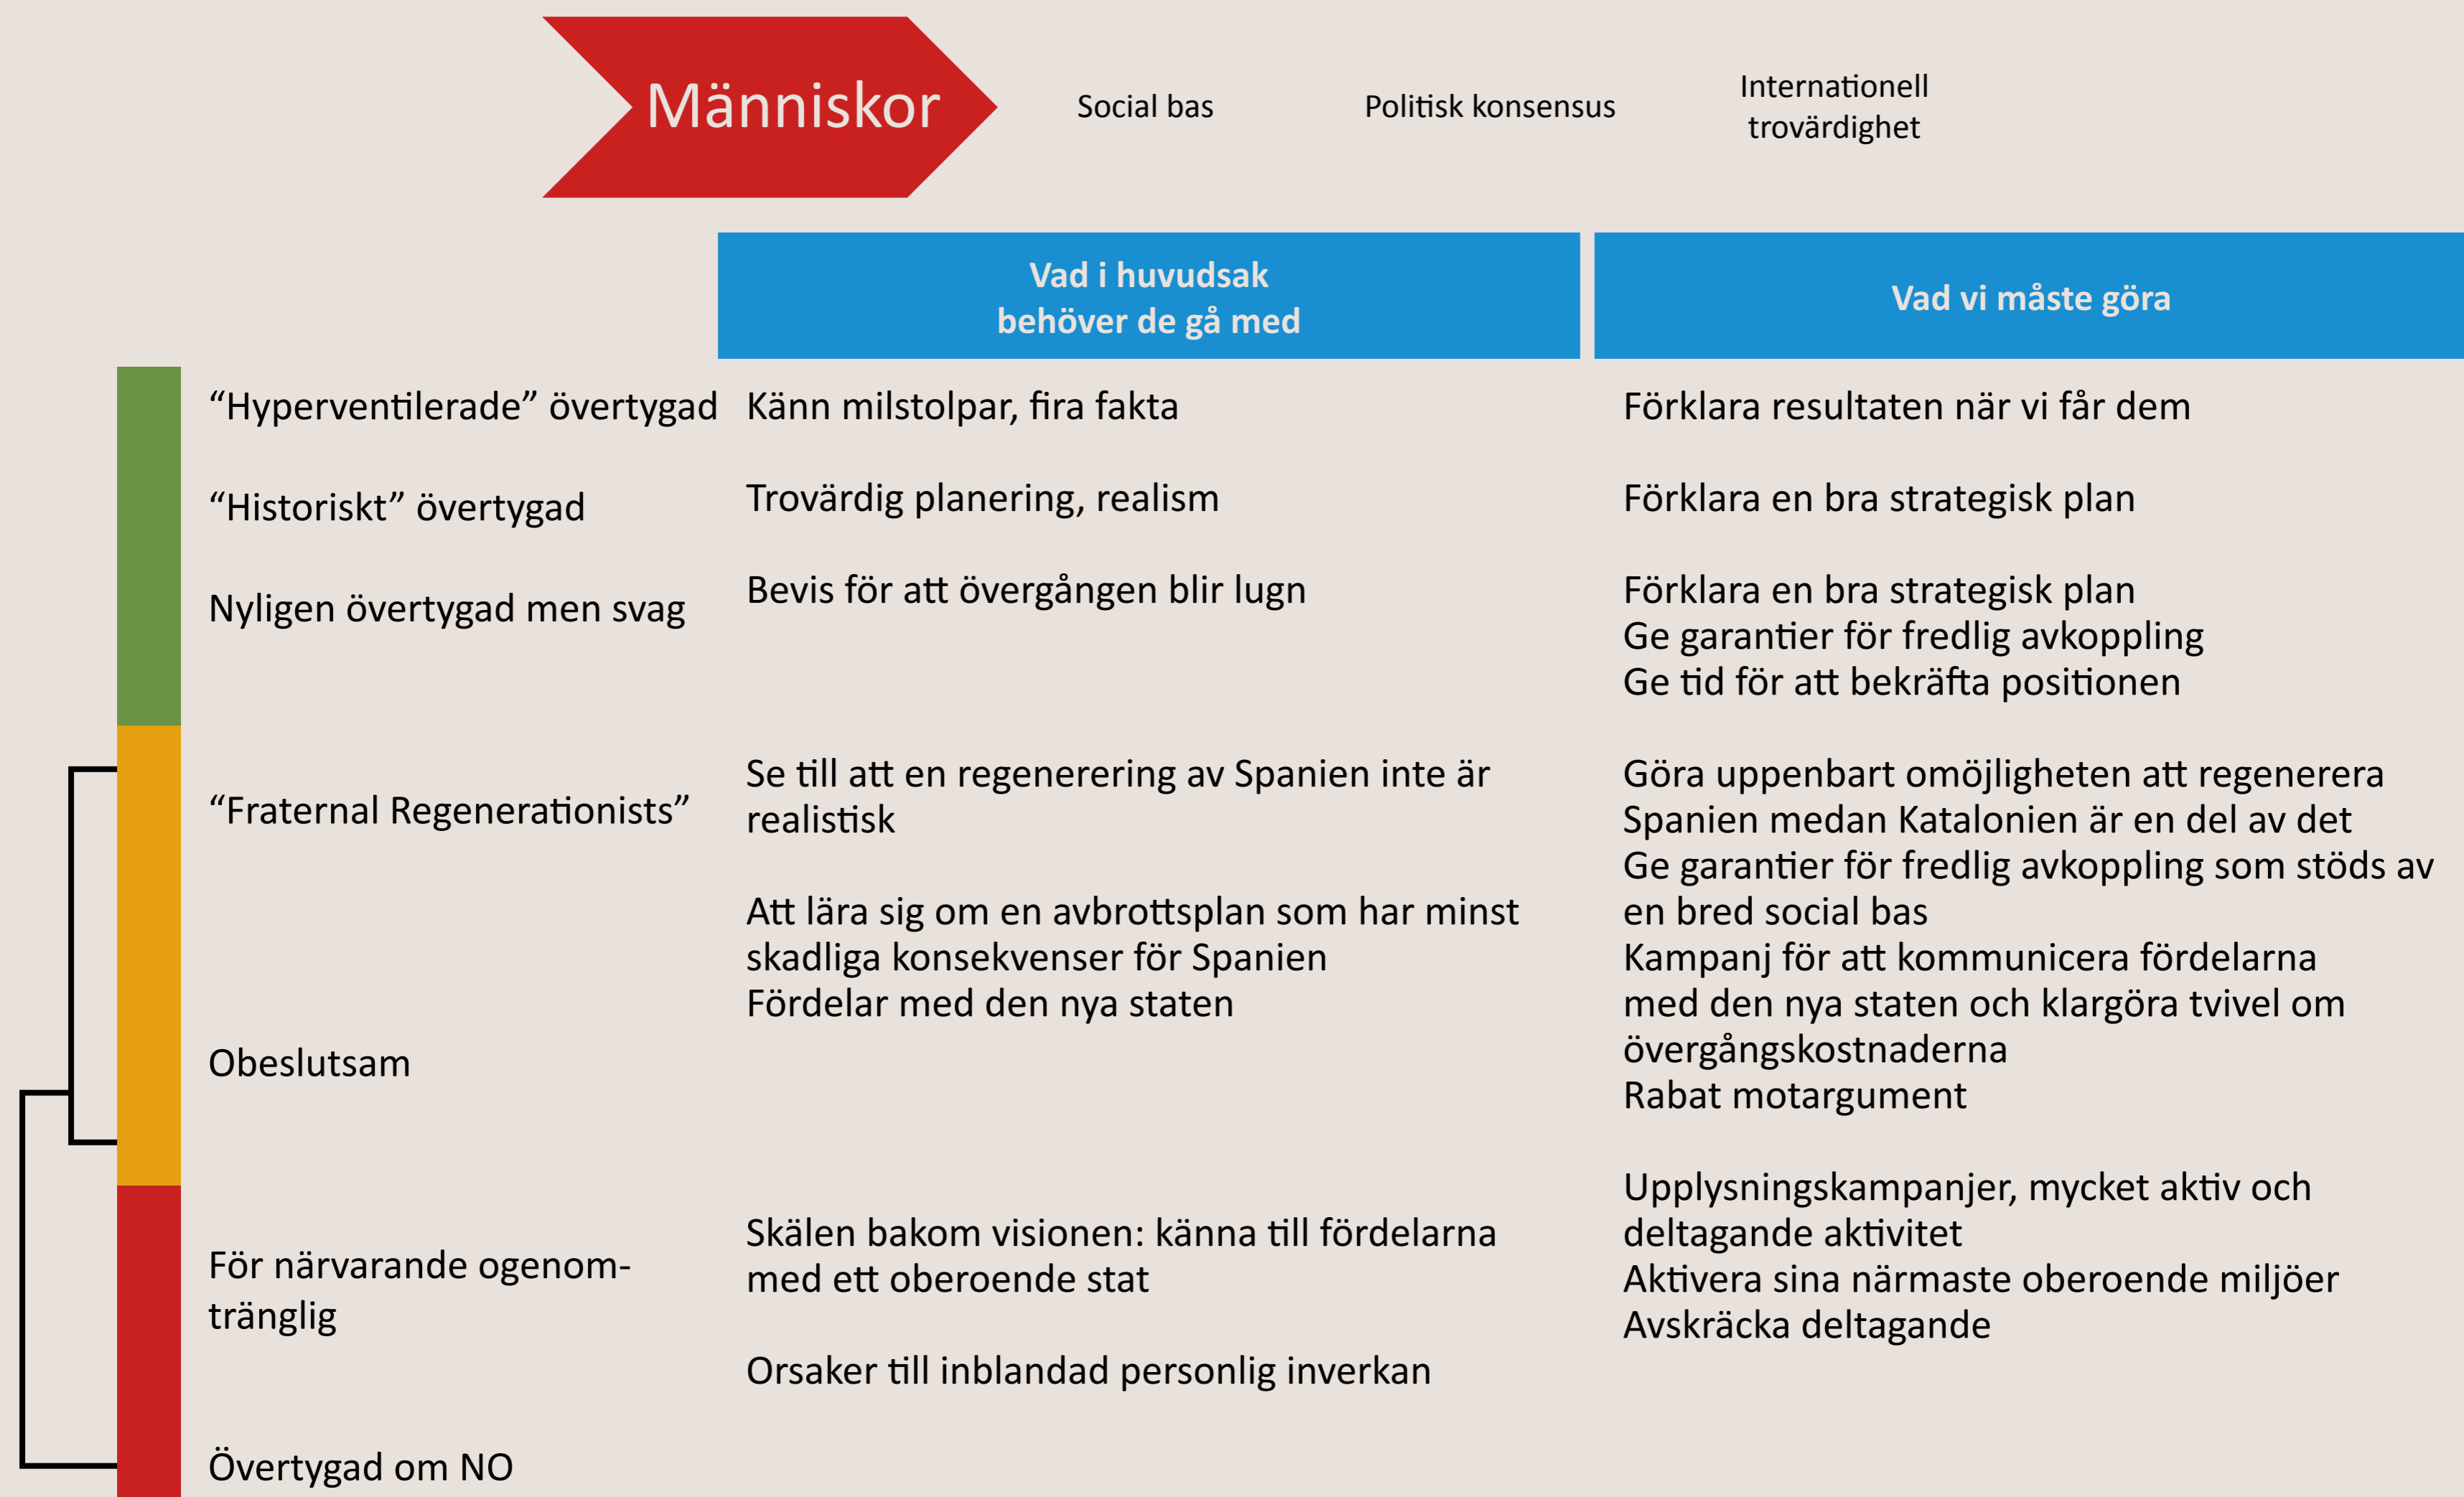 Människor
Social bas
Politisk konsensus
Internationell
trovärdighet
Vad i huvudsak
behöver de gå med
Vad vi måste göra
“Hyperventilerade” övertygad
Känn milstolpar, fira fakta
Förklara resultaten när vi får dem
“Historiskt” övertygad
Trovärdig planering, realism
Förklara en bra strategisk plan
Nyligen övertygad men svag
Bevis för att övergången blir lugn
Förklara en bra strategisk plan
Ge garantier för fredlig avkoppling
Ge tid för att bekräfta positionen
“Fraternal Regenerationists”
Se till att en regenerering av Spanien inte är
realistisk
Att lära sig om en avbrottsplan som har minst
skadliga konsekvenser för Spanien
Fördelar med den nya staten
Göra uppenbart omöjligheten att regenerera
Spanien medan Katalonien är en del av det
Ge garantier för fredlig avkoppling som stöds av
en bred social bas
Kampanj för att kommunicera fördelarna
med den nya staten och klargöra tvivel om
övergångskostnaderna
Rabat motargument
Obeslutsam
För närvarande ogenom-
tränglig
Skälen bakom visionen: känna till fördelarna
med ett oberoende stat
Orsaker till inblandad personlig inverkan
Upplysningskampanjer, mycket aktiv och
deltagande aktivitet
Aktivera sina närmaste oberoende miljöer
Avskräcka deltagande
Övertygad om NO